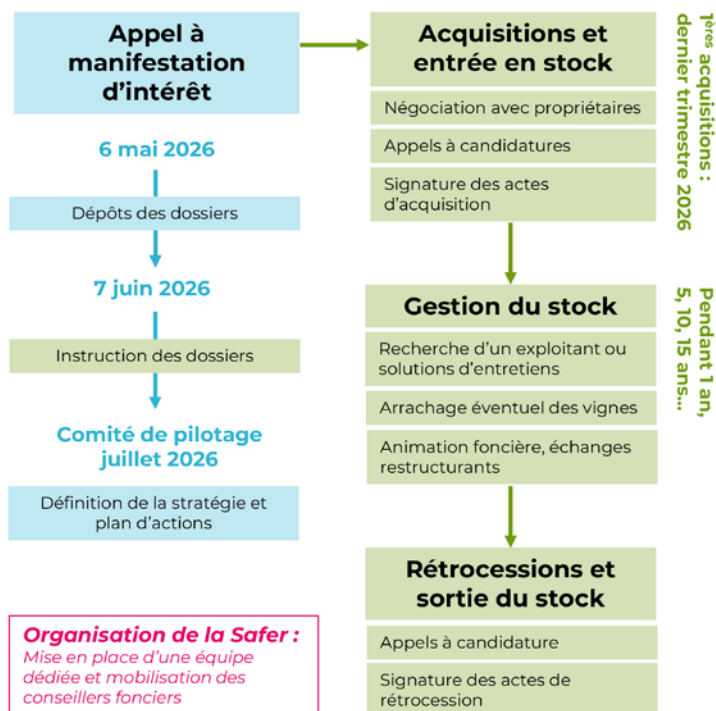 Appel à
manifestation
d'intérêt
6 mai 2026
Dépôts des dossiers
7 juin 2026
Instruction des dossiers
Comité de pilotage
juillet 2026
Définition de la stratégie et
plan d'actions
Organisation de la Safer :
Mise en place d'une équipe
dédiée et mobilisation des
conseillers fonciers
Acquisitions et
entrée en stock
Négociation avec propriétaires
Appels à candidatures
Signature des actes
d'acquisition
1ères acquisitions :
dernier trimestre 2026
Gestion du stock
Recherche d'un exploitant ou
solutions d'entretiens
Arrachage éventuel des vignes
Animation foncière, échanges
restructurants
Pendant 1 an,
5, 10, 15 ans...
Rétrocessions et
sortie du stock
Appels à candidature
Signature des actes de
rétrocession